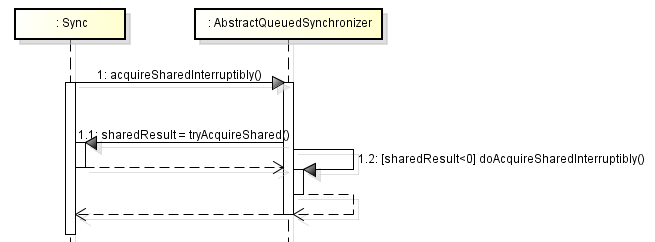 : Sync
: AbstractQueuedSynchronizer
1: acquireSharedInterruptibly()
1.1: sharedResult = tryAcquireShared()
1.2: [sharedResult<0] doAcquireSharedInterruptibly()